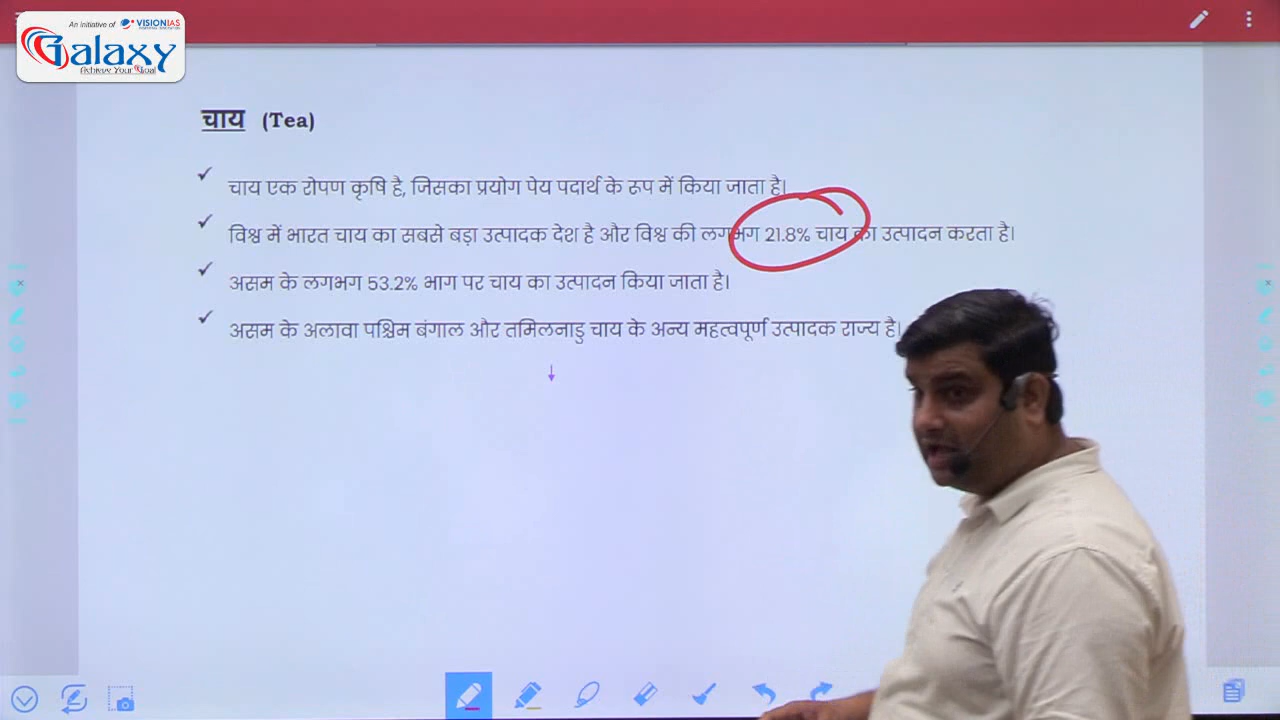 An initiative of VISIONIAS
Galaxy
Achieve Your Goal
चाय (Tea)
चाय एक रोपण कृषि है, जिसका प्रयोग पेय पदार्थ के रूप में किया जाता है।
विश्व में भारत चाय का सबसे बड़ा उत्पादक देश है और विश्व की लगभग 21.8% चाय का उत्पादन करता है।
असम के लगभग 53.2% भाग पर चाय का उत्पादन किया जाता है।
असम के अलावा पश्चिम बंगाल और तमिलनाडु चाय के अन्य महत्वपूर्ण उत्पादक राज्य है।